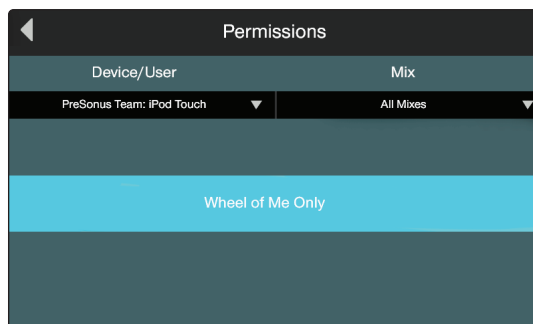 Permissions
Device/User Mix
PreSonus Team: iPod Touch All Mixes
Wheel of Me Only